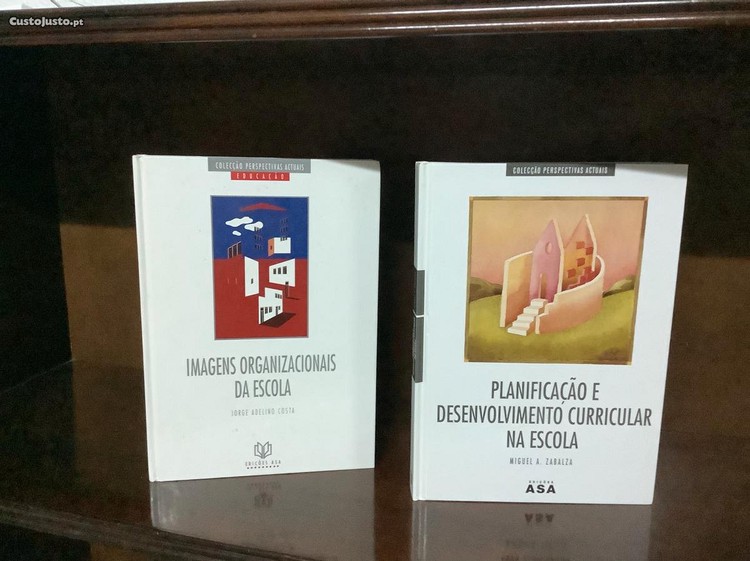 CustoJusto.pt
COLECÇÃO PERSPECTIVAS ACTUAIS
EDUCAÇÃO
IMAGENS ORGANIZACIONAIS
DA ESCOLA
JORGE ADELINO COSTA
EDIÇÕES ASA
COLECÇÃO PERSPECTIVAS ACTUAIS
PLANIFICAÇÃO E
DESENVOLVIMENTO CURRICULAR
NA ESCOLA
MIGUEL A. ZABALZA
EDIÇÕES
ASA